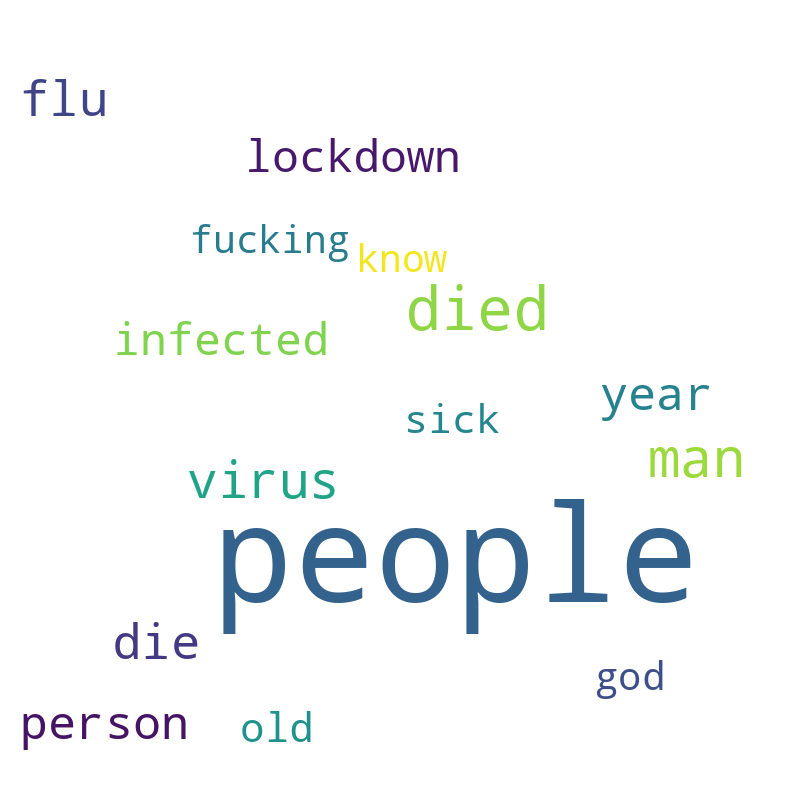 flu
lockdown
fucking
know
died
infected
year
sick
man
virus
people
die
god
person
old